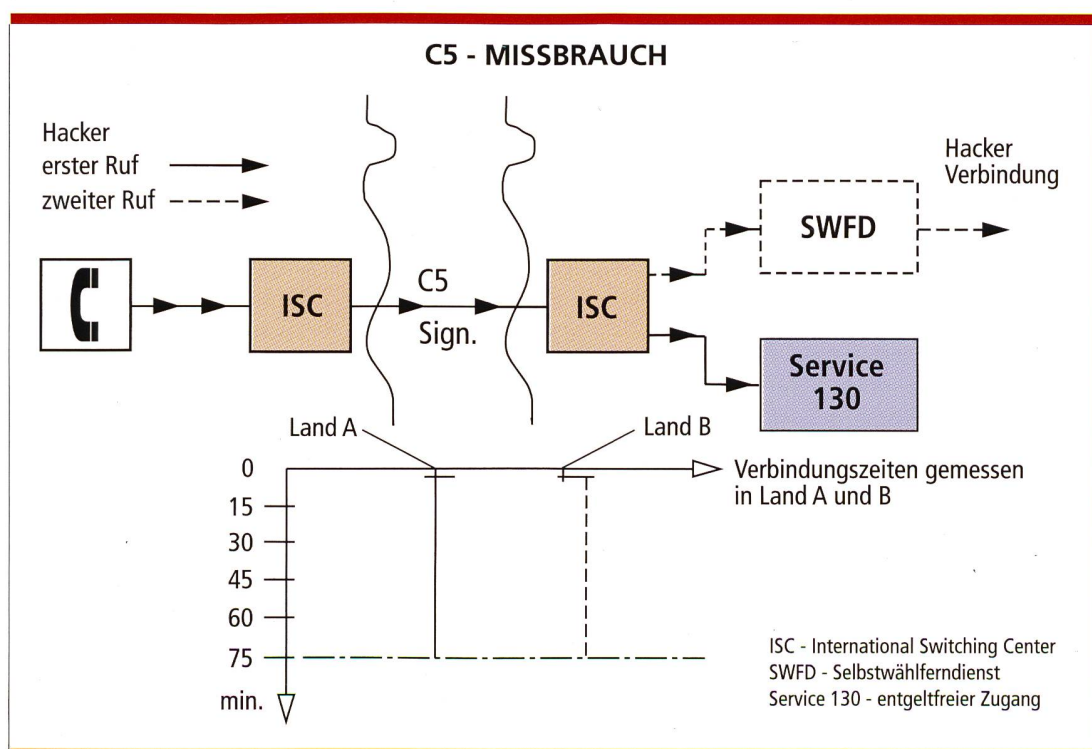 C5 - MISSBRAUCH
Hacker
erster Ruf
zweiter Ruf
Hacker
Verbindung
SWFD
ISC
C5
Sign.
ISC
Service
130
Land A
Land B
0
15
30
45
60
75
min.
Verbindungszeiten gemessen
in Land A und B
ISC - International Switching Center
SWFD - Selbstwählferndienst
Service 130 - entgeltfreier Zugang